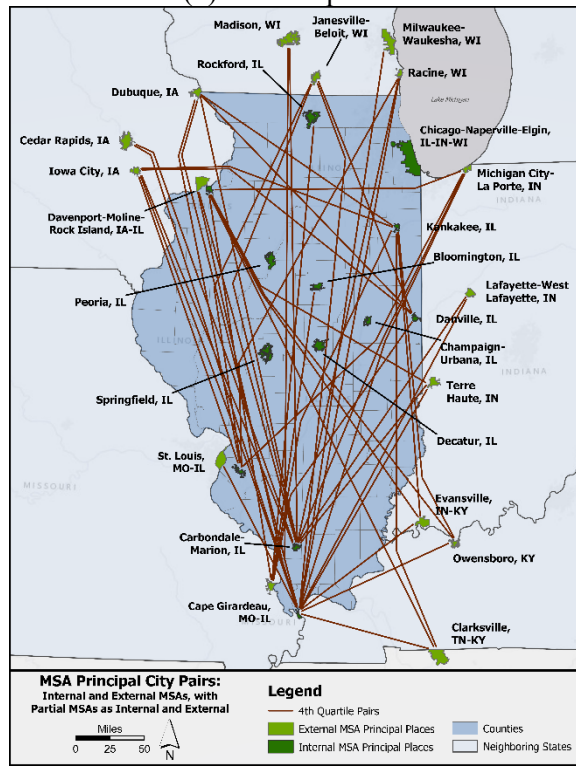 Madison, WI
Janesville-
Beloit, WI
Milwaukee-
Waukesha, WI
Rockford, IL
Racine, WI
Dubuque, IA
Lake Michigan
Cedar Rapids, IA
Chicago-Naperville-Elgin,
IL-IN-WI
Iowa City, IA
Michigan City-
La Porte, IN
INDIANA
Davenport-Moline-
Rock Island, IA-IL
Kankakee, IL
Bloomington, IL
Peoria, IL
Lafayette-West
Lafayette, IN
Danville, IL
ILLINOIS
Champaign-
Urbana, IL
INDIANA
Terre
Haute, IN
Springfield, IL
Decatur, IL
St. Louis,
MO-IL
MISSOURI
Evansville,
IN-KY
Carbondale-
Marion, IL
Owensboro, KY
Cape Girardeau,
MO-IL
MISSOURI
Clarksville,
TN-KY
MSA Principal City Pairs:
Internal and External MSAs, with
Partial MSAs as Internal and External
Miles
0 25 50
N
Legend
4th Quartile Pairs
External MSA Principal Places
Internal MSA Principal Places
Counties
Neighboring States